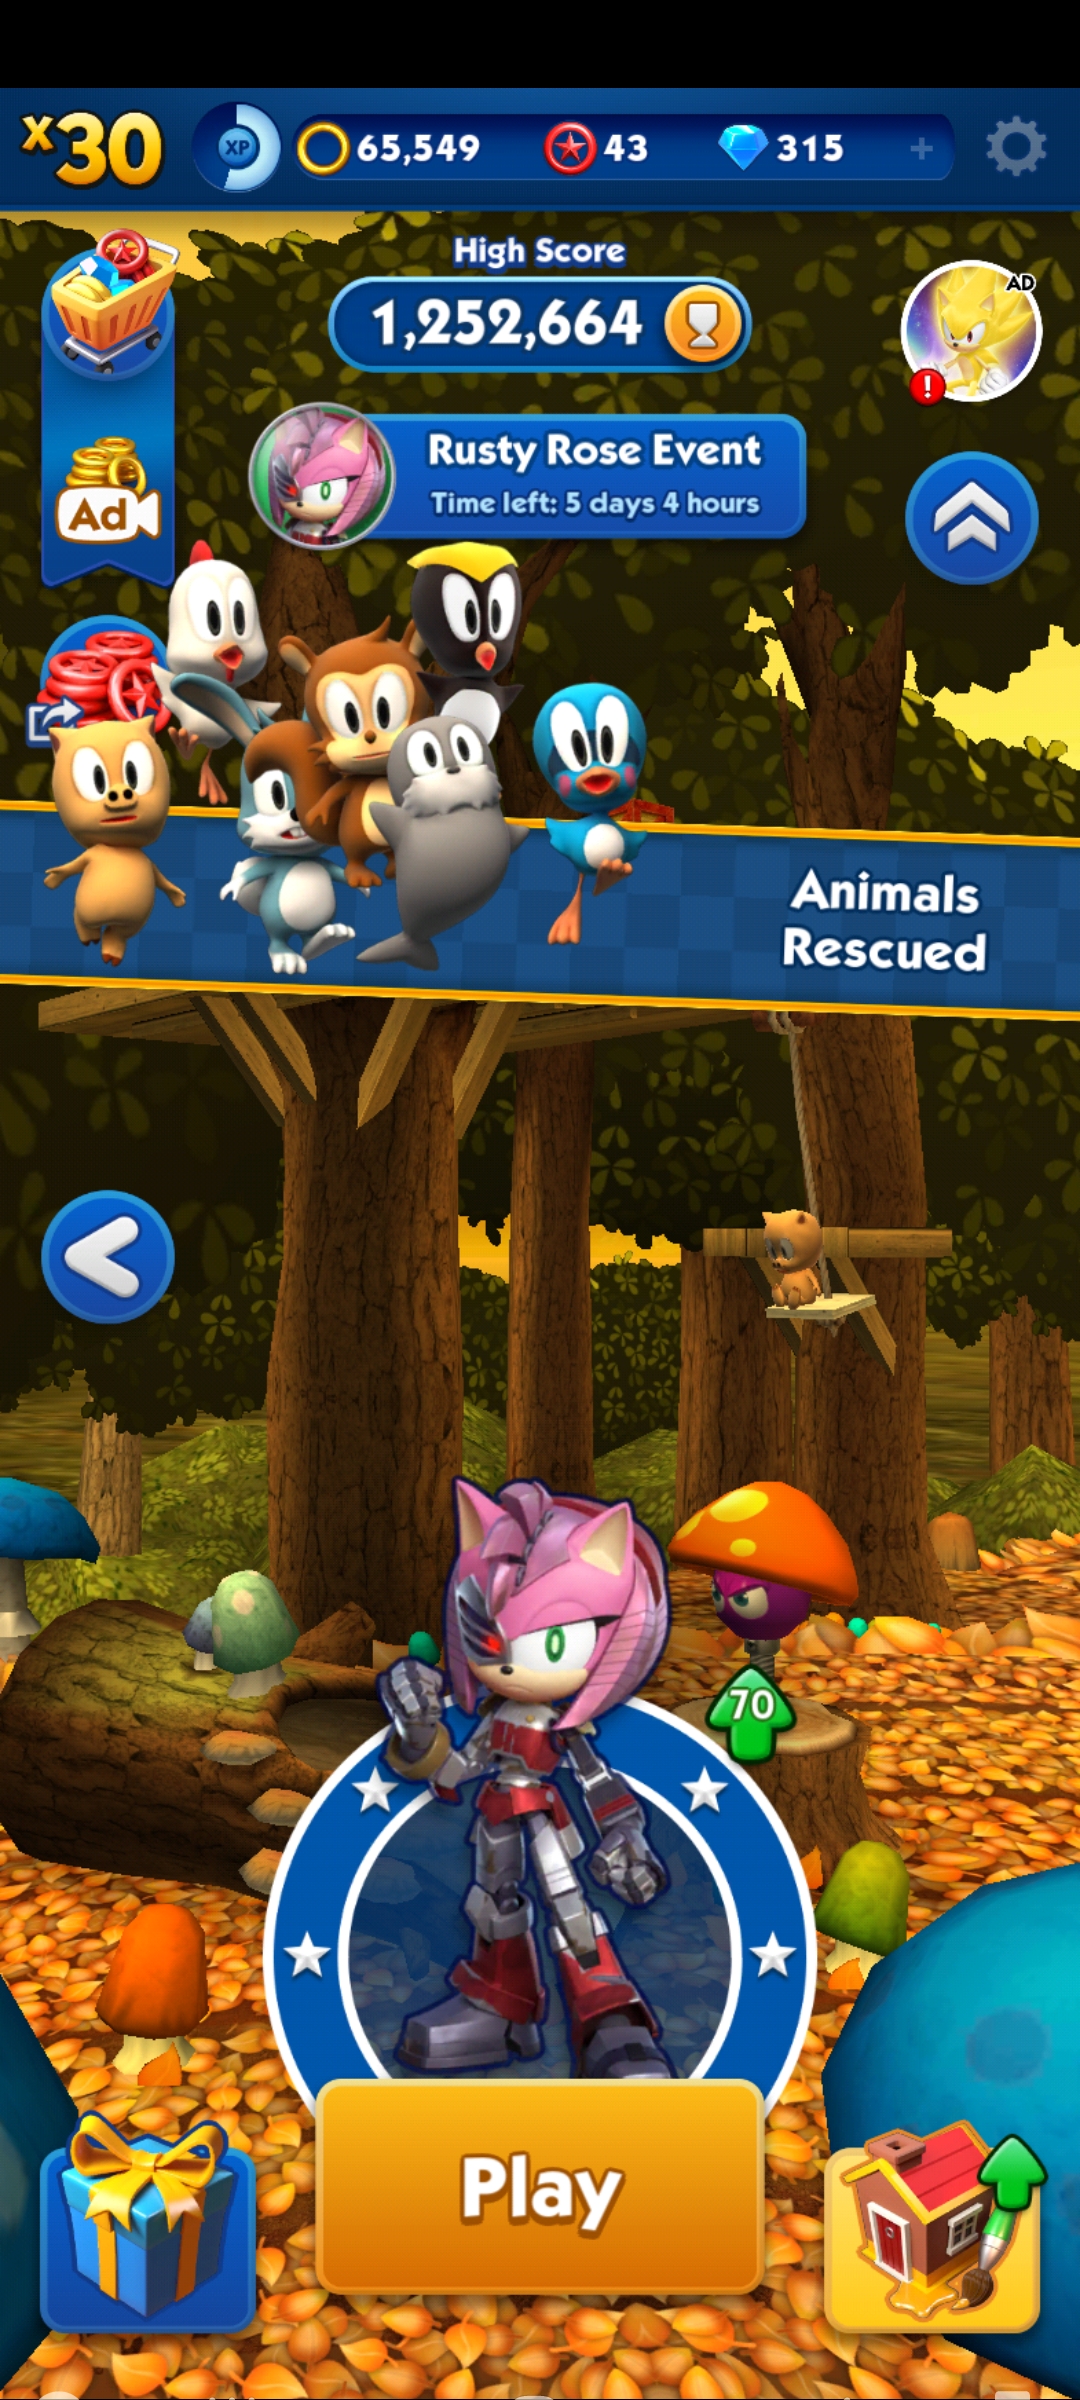 x30
XP
65,549
43
315
+
High Score
1,252,664
AD
!
Rusty Rose Event
Time left: 5 days 4 hours
Ad
Animals
Rescued
70
Play